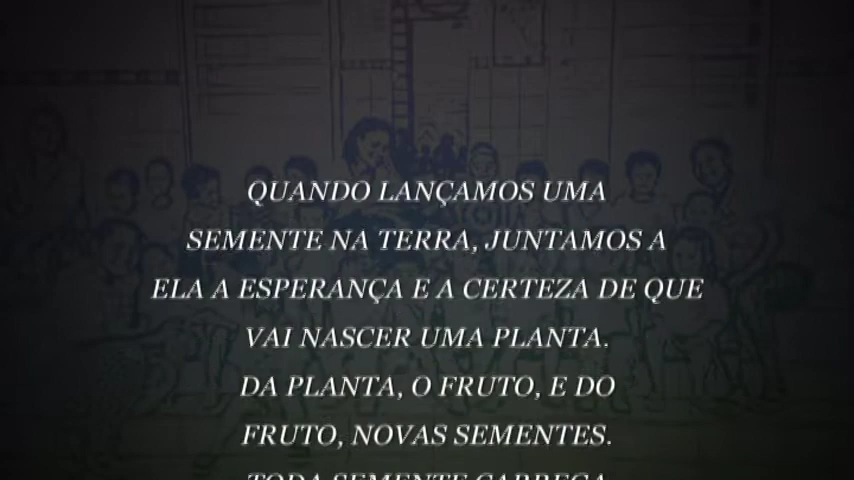 QUANDO LANÇAMOS UMA
SEMENTE NA TERRA, JUNTAMOS A
ELA A ESPERANÇA E A CERTEZA DE QUE
VAI NASCER UMA PLANTA.
DA PLANTA, O FRUTO, E DO
FRUTO, NOVAS SEMENTES.
TODA SEMENTE CARREGA